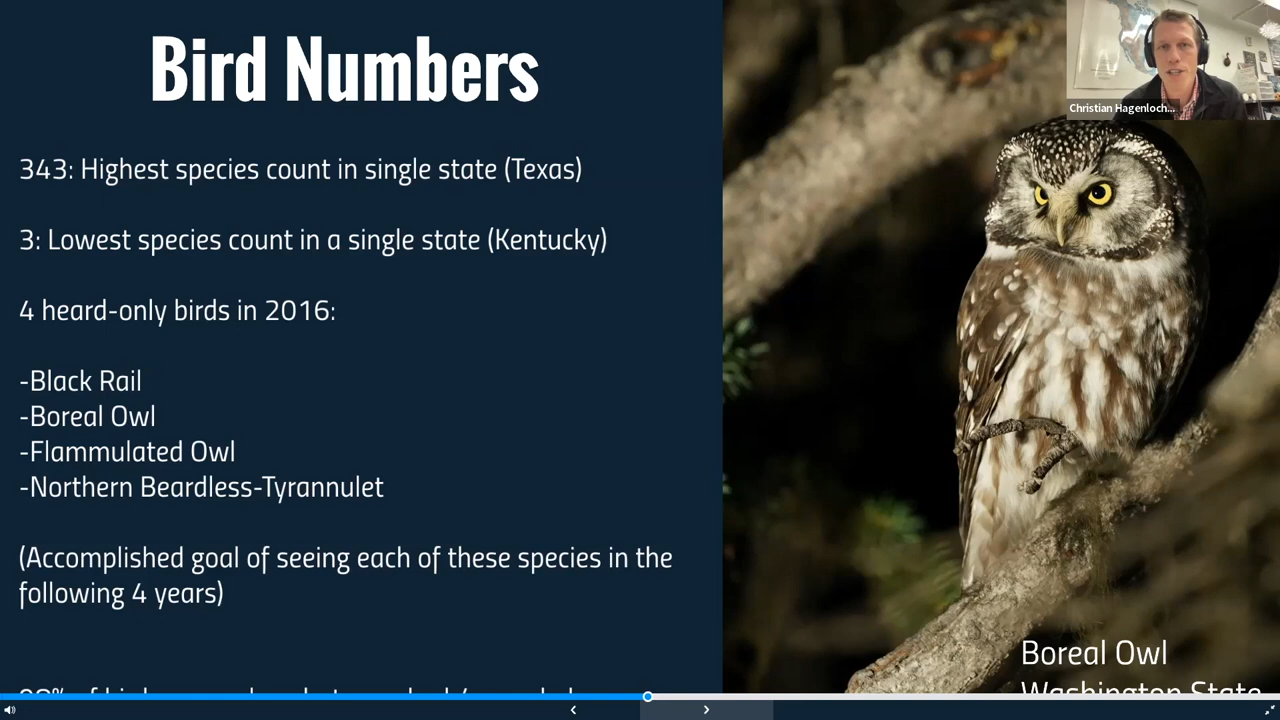 Bird Numbers
343: Highest species count in single state (Texas)
3: Lowest species count in a single state (Kentucky)
4 heard-only birds in 2016:
-Black Rail
-Boreal Owl
-Flammulated Owl
-Northern Beardless-Tyrannulet
(Accomplished goal of seeing each of these species in the
following 4 years)
Christian Hagenloch...
Boreal Owl
Washington State